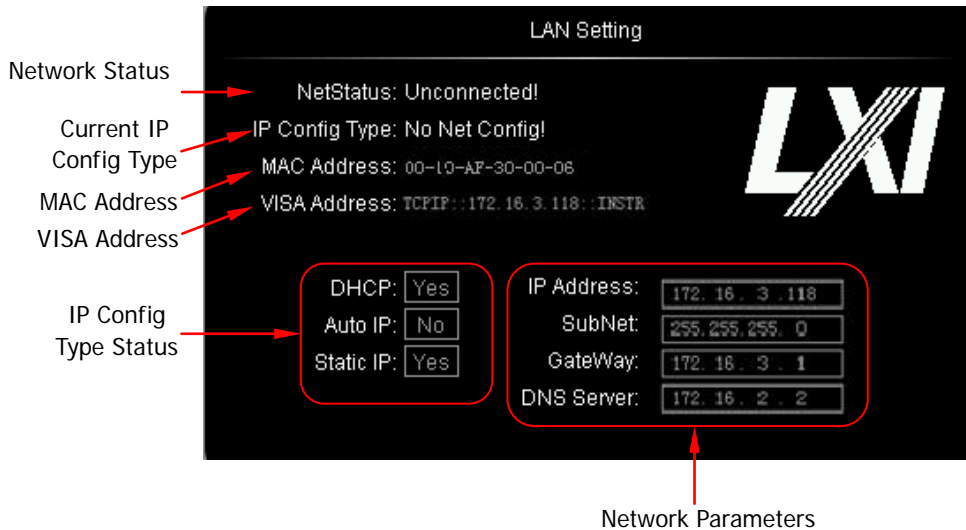 LAN Setting
Network Status
NetStatus: Unconnected!
Current IP
Config Type
IP Config Type: No Net Config!
MAC Address
MAC Address: 00-19-AF-30-00-06
VISA Address
VISA Address: TCPIP::172.16.3.118::INSTR
LXI
IP Config
Type Status
DHCP: Yes
Auto IP: No
Static IP: Yes
IP Address: 172. 16 . 3 .118
SubNet: 255.255.255. 0
GateWay: 172. 16 . 3 . 1
DNS Server: 172. 16 . 2 . 2
Network Parameters